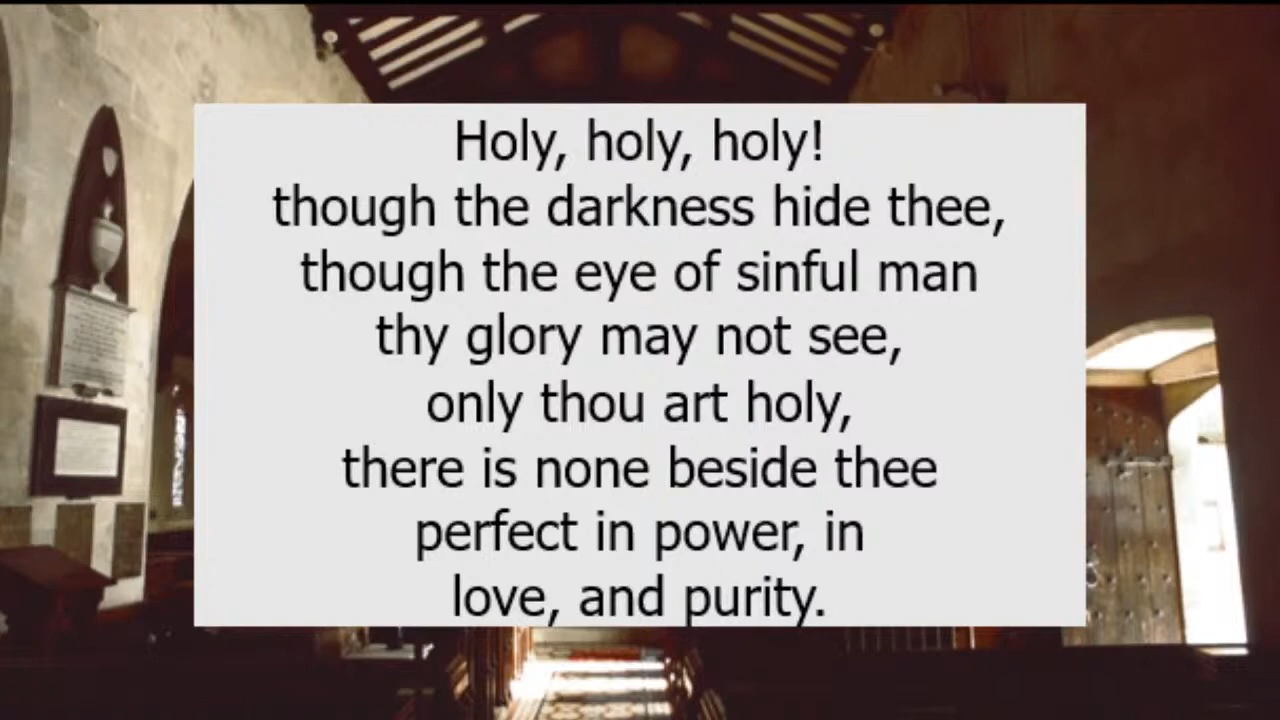 Holy, holy, holy!
though the darkness hide thee,
though the eye of sinful man
thy glory may not see,
only thou art holy,
there is none beside thee
perfect in power, in
love, and purity.